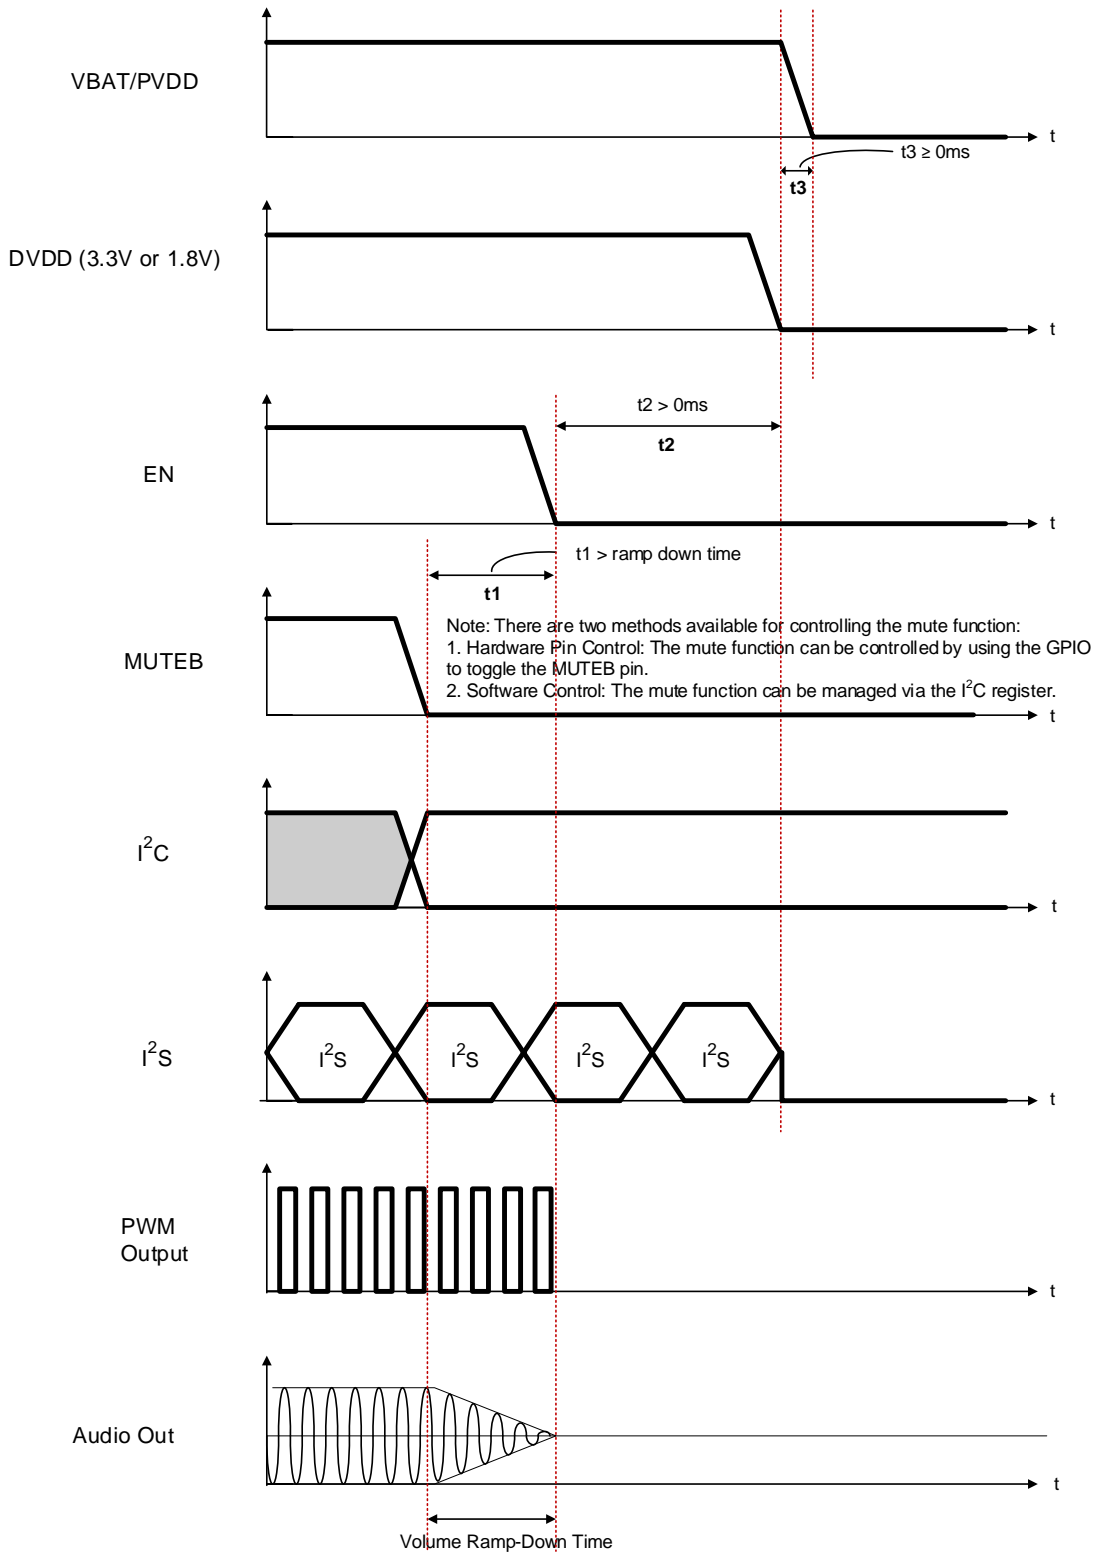 VBAT/PVDD
t
t3 ≥ 0ms
t3
DVDD (3.3V or 1.8V)
t
t2 > 0ms
t2
EN
t
t1 > ramp down time
t1
Note: There are two methods available for controlling the mute function:
1. Hardware Pin Control: The mute function can be controlled by using the GPIO
to toggle the MUTEB pin.
2. Software Control: The mute function can be managed via the I²C register.
MUTEB
t
I²C
t
I²S
I²S I²S I²S I²S
t
PWM
Output
t
Audio Out
t
Volume Ramp-Down Time